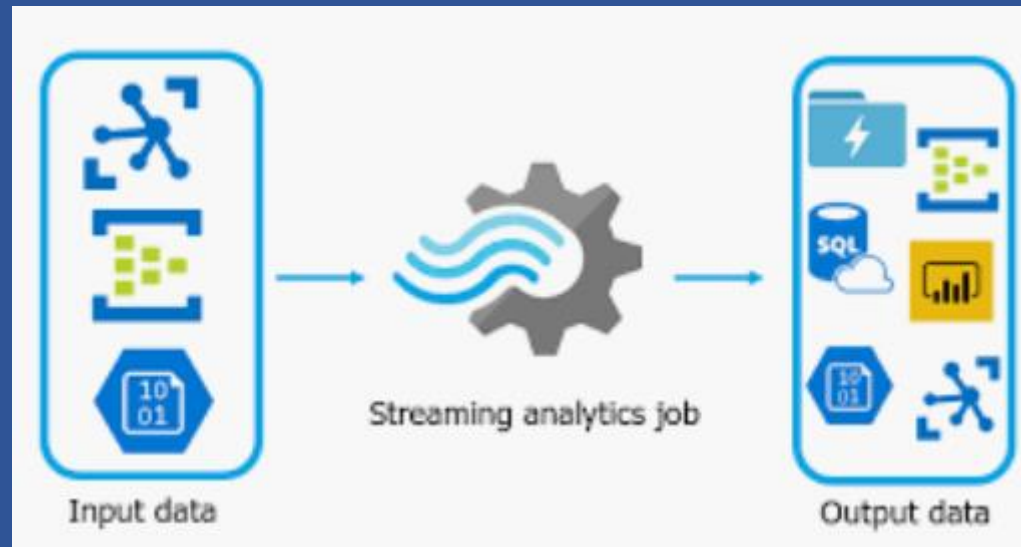 10
01
Input data
Streaming analytics job
SQL
10
01
Output data